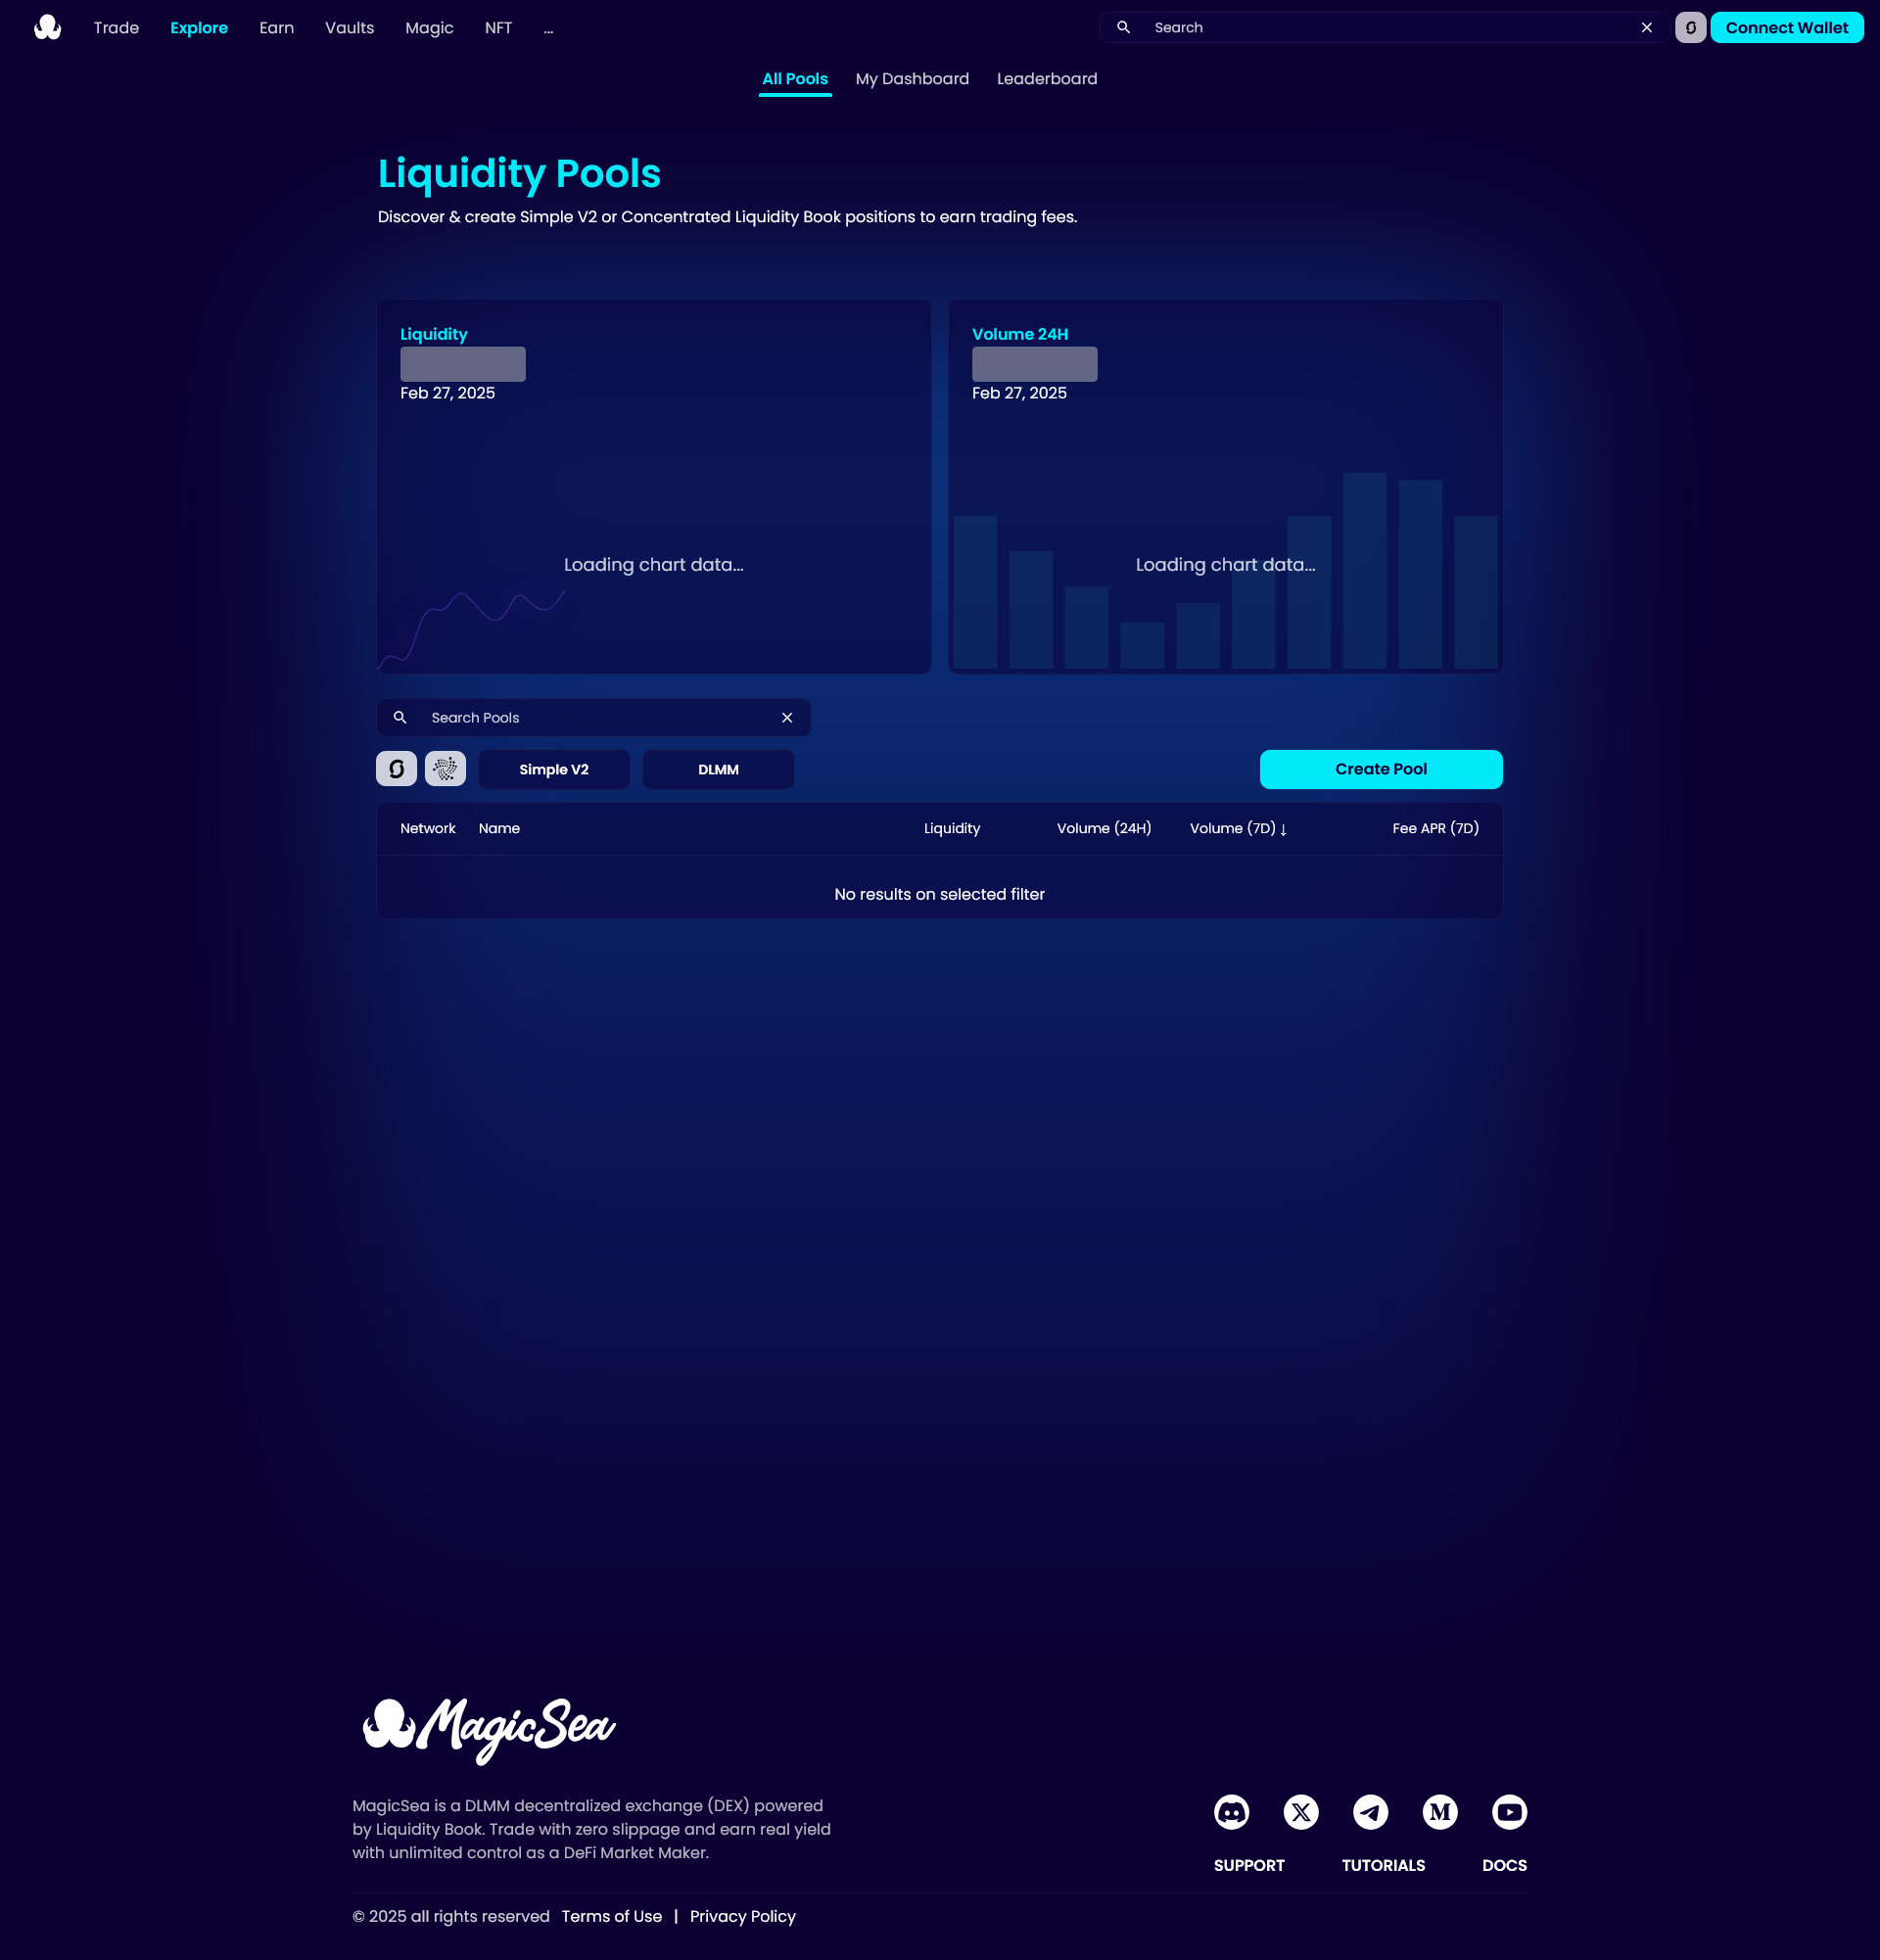 Trade Explore Earn Vaults Magic NFT ... Search Connect Wallet
All Pools My Dashboard Leaderboard
Liquidity Pools
Discover & create Simple V2 or Concentrated Liquidity Book positions to earn trading fees.
Liquidity
Feb 27, 2025
Loading chart data...
Volume 24H
Feb 27, 2025
Loading chart data...
Search Pools
Simple V2 DLMM Create Pool
Network Name Liquidity Volume (24H) Volume (7D) ↓ Fee APR (7D)
No results on selected filter
MagicSea
MagicSea is a DLMM decentralized exchange (DEX) powered
by Liquidity Book. Trade with zero slippage and earn real yield
with unlimited control as a DeFi Market Maker.
SUPPORT TUTORIALS DOCS
© 2025 all rights reserved Terms of Use | Privacy Policy